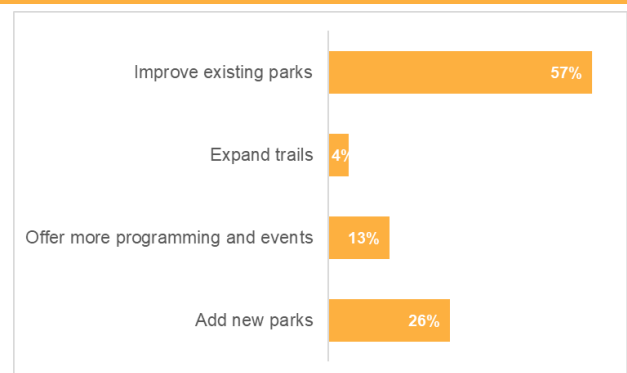 Improve existing parks 57%
Expand trails 4%
Offer more programming and events 13%
Add new parks 26%